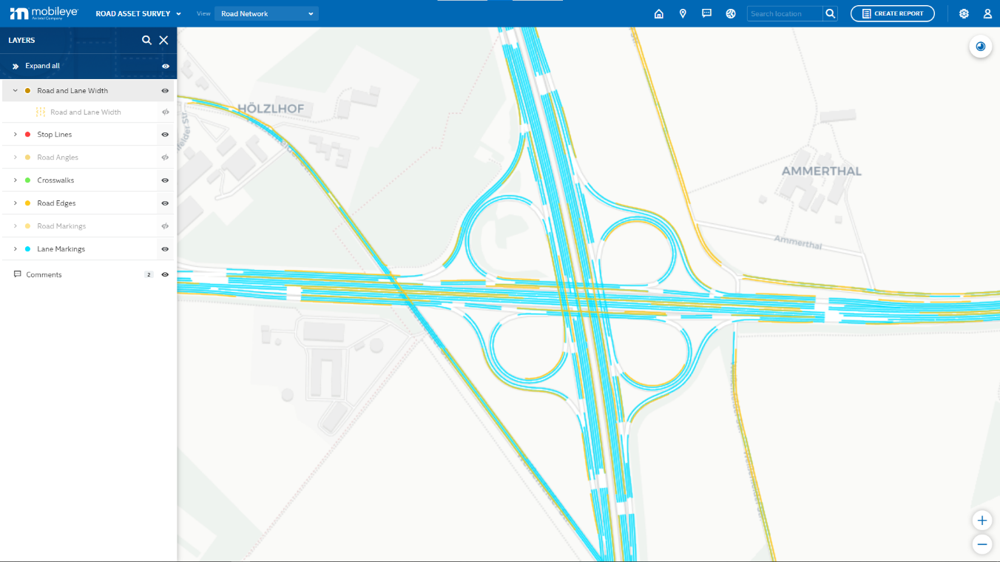 mobileye™
An Intel Company
ROAD ASSET SURVEY
View
Road Network
Search location
CREATE REPORT
LAYERS
Expand all
Road and Lane Width
Road and Lane Width
Stop Lines
Road Angles
Crosswalks
Road Edges
Road Markings
Lane Markings
Comments
2
HÖLZLHOF
AMMERTHAL
Ammerthal